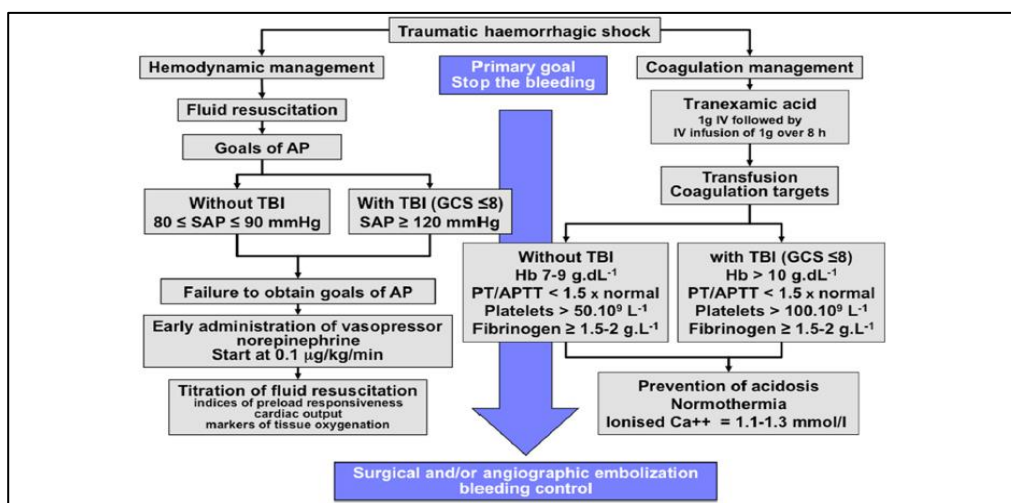 Traumatic haemorrhagic shock
Hemodynamic management
Fluid resuscitation
Goals of AP
Without TBI
80 ≤ SAP ≤ 90 mmHg
With TBI (GCS ≤8)
SAP ≥ 120 mmHg
Failure to obtain goals of AP
Early administration of vasopressor
norepinephrine
Start at 0.1 µg/kg/min
Titration of fluid resuscitation
indices of preload responsiveness
cardiac output
markers of tissue oxygenation
Primary goal
Stop the bleeding
Coagulation management
Tranexamic acid
1g IV followed by
IV infusion of 1g over 8 h
Transfusion
Coagulation targets
Without TBI
Hb 7-9 g.dL⁻¹
PT/APTT < 1.5 x normal
Platelets > 50.10⁹ L⁻¹
Fibrinogen ≥ 1.5-2 g.L⁻¹
with TBI (GCS ≤8)
Hb > 10 g.dL⁻¹
PT/APTT < 1.5 x normal
Platelets > 100.10⁹ L⁻¹
Fibrinogen ≥ 1.5-2 g.L⁻¹
Prevention of acidosis
Normothermia
Ionised Ca++ = 1.1-1.3 mmol/l
Surgical and/or angiographic embolization
bleeding control